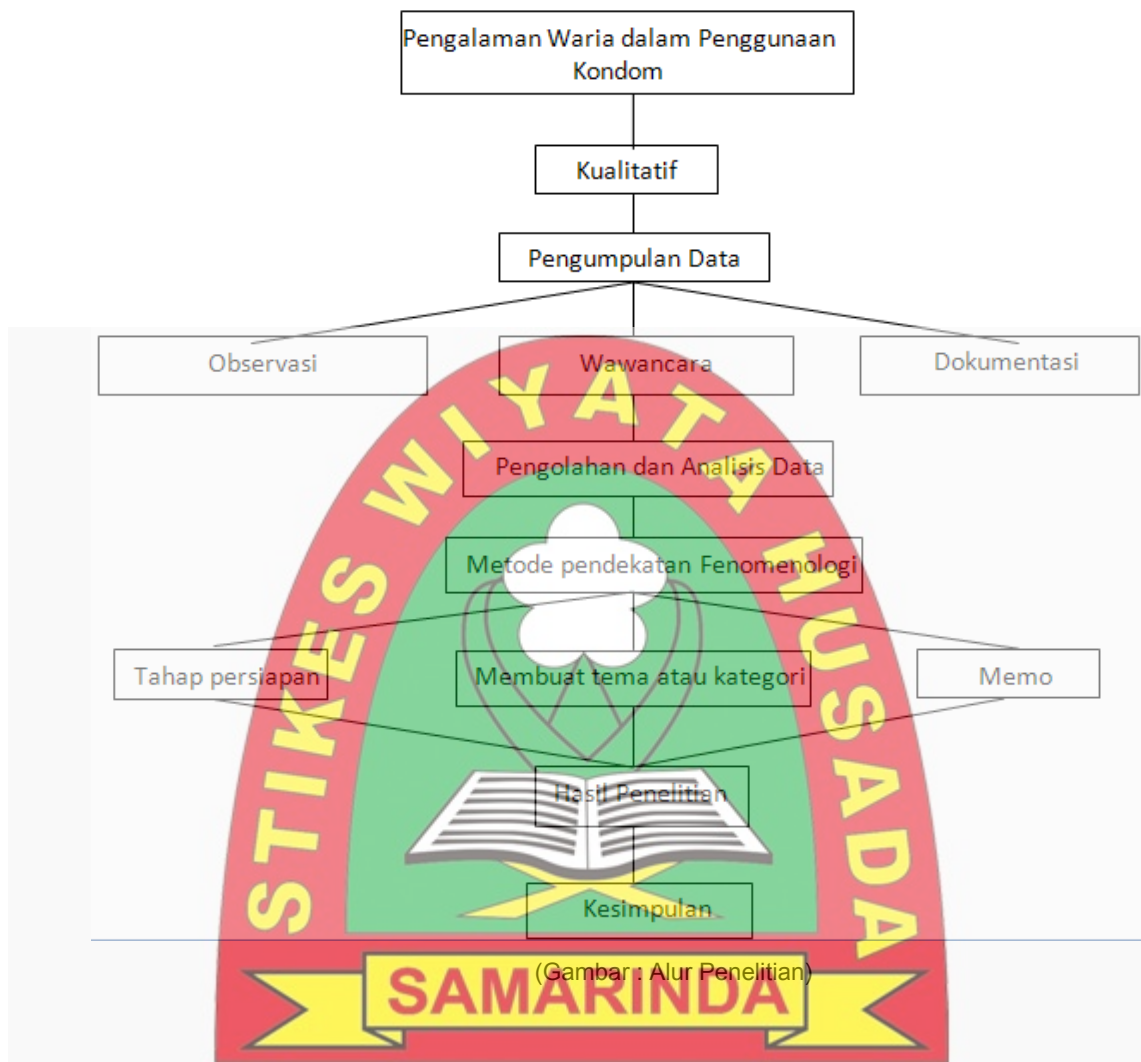 Pengalaman Waria dalam Penggunaan
Kondom
Kualitatif
Pengumpulan Data
Observasi
Wawancara
Dokumentasi
STIKES WIYATA HUSADA
Pengolahan dan Analisis Data
Metode pendekatan Fenomenologi
Tahap persiapan
Membuat tema atau kategori
Memo
Hasil Penelitian
Kesimpulan
(Gambar : Alur Penelitian)
SAMARINDA